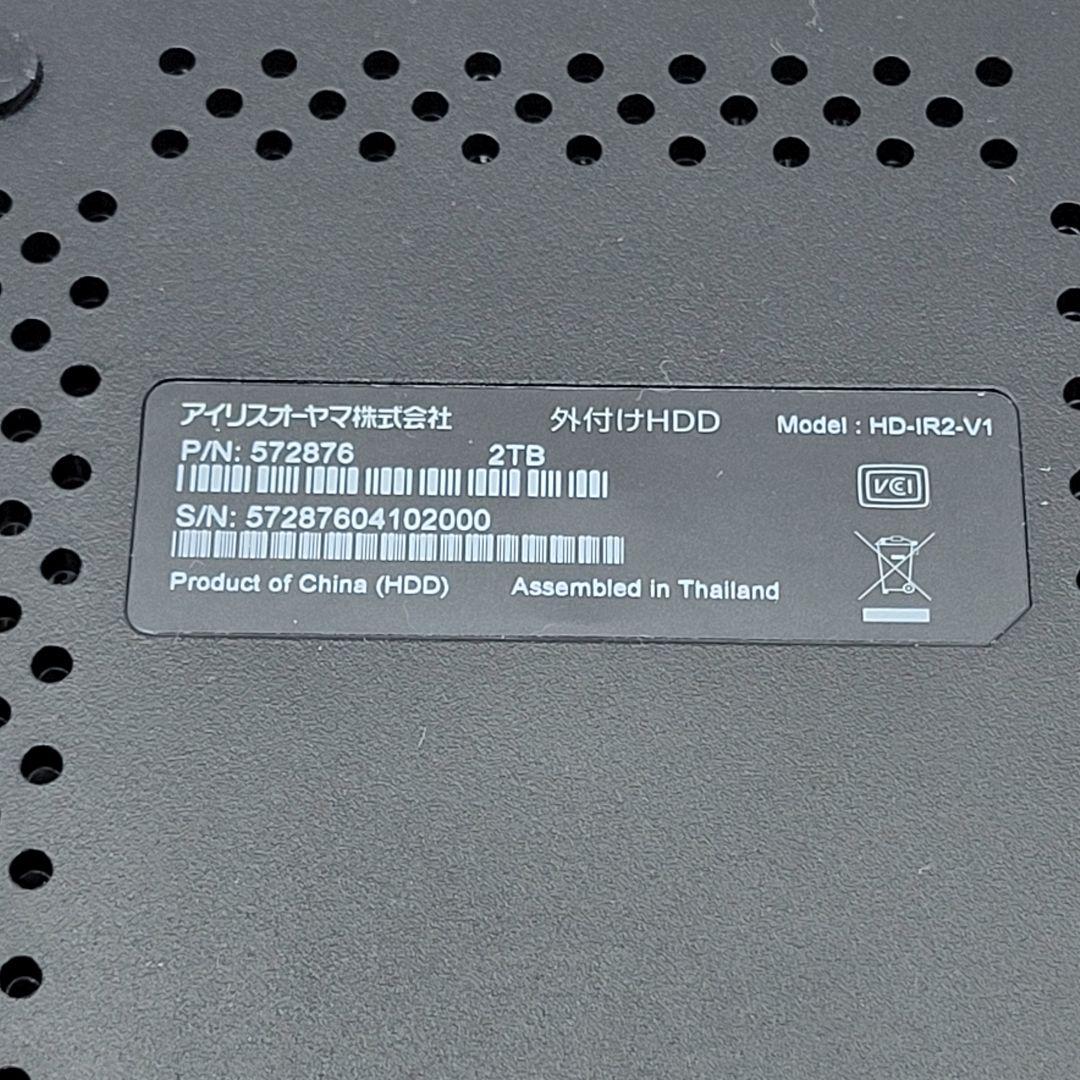 アイリスオーヤマ株式会社 外付けHDD Model : HD-IR2-V1
P/N: 572876 2TB
VCI
S/N: 57287604102000
Product of China (HDD) Assembled in Thailand